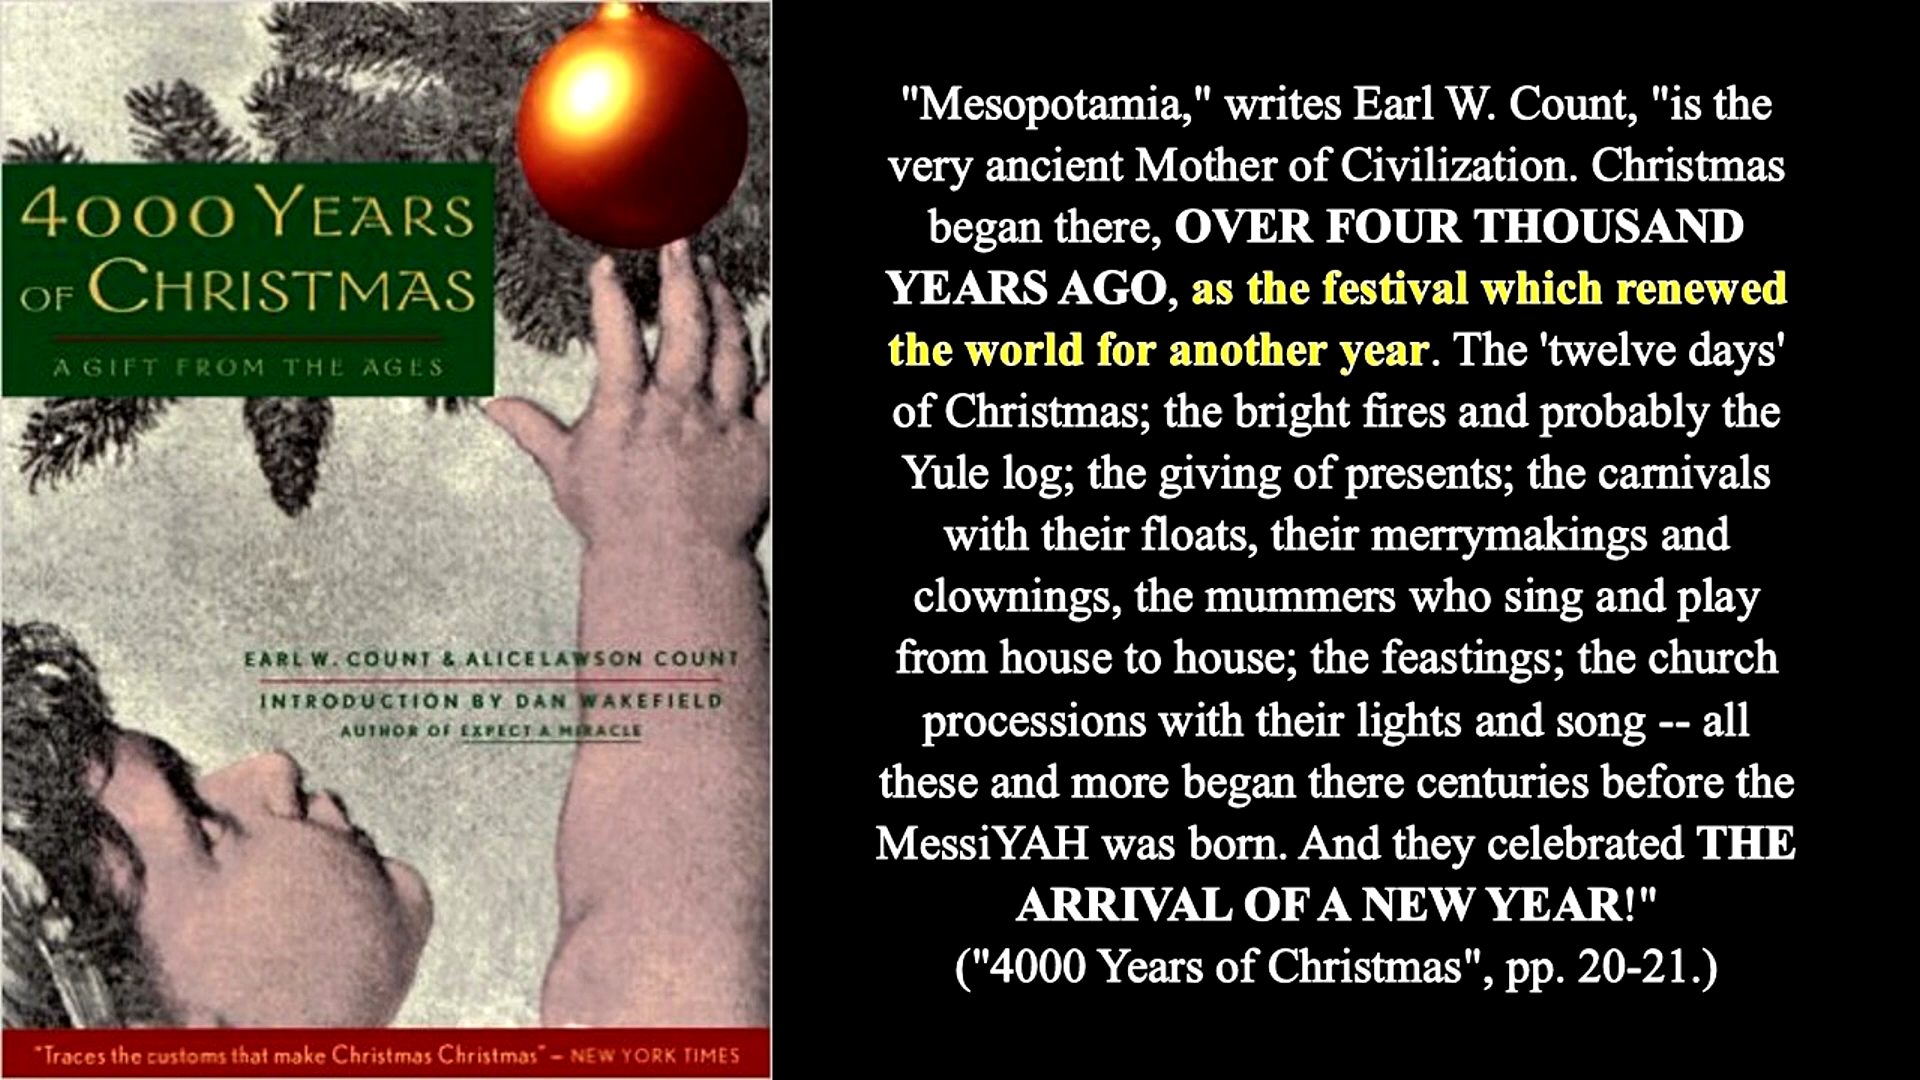 4000 YEARS
OF CHRISTMAS
A GIFT FROM THE AGES
EARL W. COUNT & ALICE LAWSON COUNT
INTRODUCTION BY DAN WAKEFIELD
AUTHOR OF EXPECT A MIRACLE
"Traces the customs that make Christmas Christmas" – NEW YORK TIMES
"Mesopotamia," writes Earl W. Count, "is the
very ancient Mother of Civilization. Christmas
began there, OVER FOUR THOUSAND
YEARS AGO, as the festival which renewed
the world for another year. The 'twelve days'
of Christmas; the bright fires and probably the
Yule log; the giving of presents; the carnivals
with their floats, their merrymakings and
clownings, the mummers who sing and play
from house to house; the feastings; the church
processions with their lights and song -- all
these and more began there centuries before the
MessiYAH was born. And they celebrated THE
ARRIVAL OF A NEW YEAR!"
("4000 Years of Christmas", pp. 20-21.)